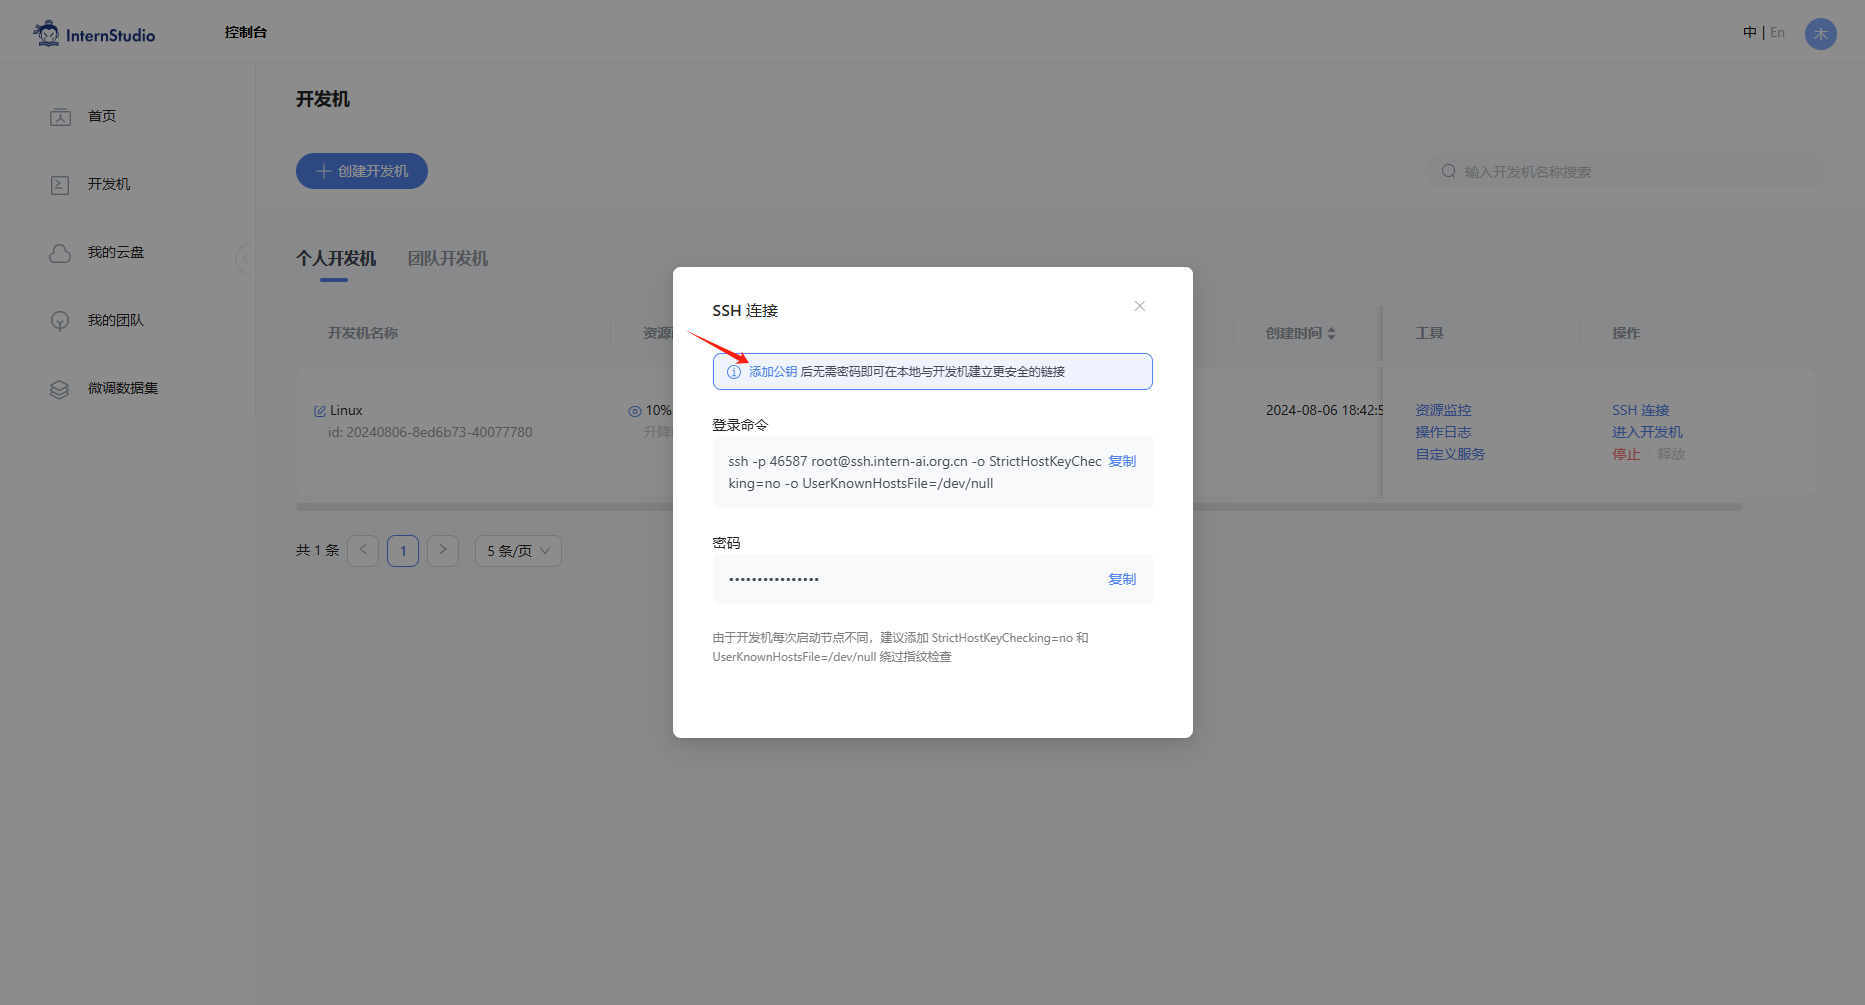 InternStudio
控制台
中 | En
木
首页
开发机
我的云盘
我的团队
微调数据集
开发机
创建开发机
输入开发机名称搜索
个人开发机
团队开发机
开发机名称
资源
创建时间
工具
操作
Linux
id: 20240806-8ed6b73-40077780
10%
升降
2024-08-06 18:42:5
资源监控
操作日志
自定义服务
SSH 连接
进入开发机
停止 | 释放
共 1 条
1
5 条/页
SSH 连接
添加公钥 后无需密码即可在本地与开发机建立更安全的链接
登录命令
ssh -p 46587 root@ssh.intern-ai.org.cn -o StrictHostKeyChec
king=no -o UserKnownHostsFile=/dev/null
复制
密码
••••••••••••••••
复制
由于开发机每次启动节点不同，建议添加 StrictHostKeyChecking=no 和
UserKnownHostsFile=/dev/null 绕过指纹检查